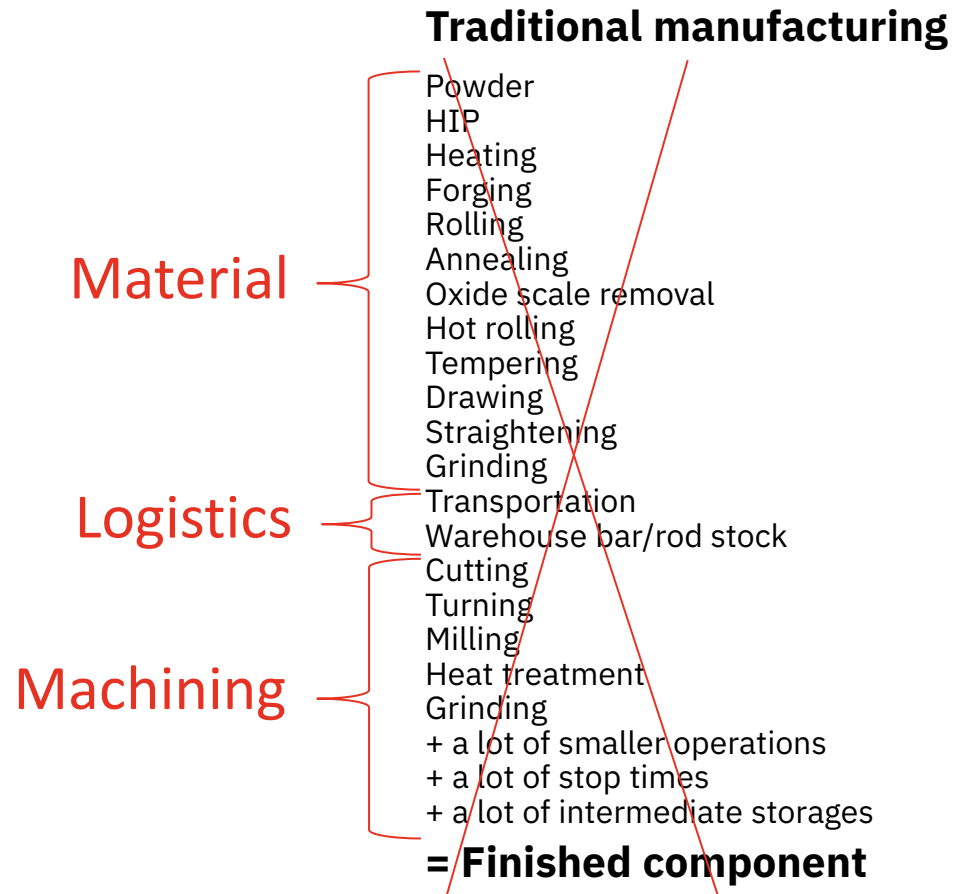 Traditional manufacturing
Powder
HIP
Heating
Forging
Rolling
Annealing
Material
Oxide scale removal
Hot rolling
Tempering
Drawing
Straightening
Grinding
Transportation
Logistics
Warehouse bar/rod stock
Cutting
Turning
Milling
Heat treatment
Machining
Grinding
+ a lot of smaller operations
+ a lot of stop times
+ a lot of intermediate storages
= Finished component